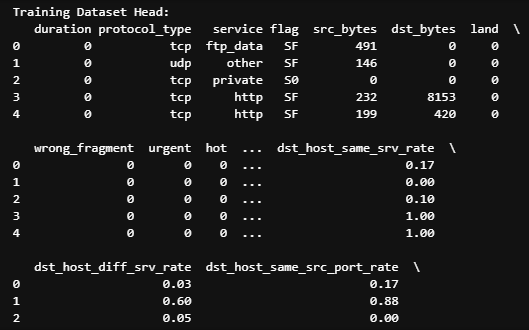 Training Dataset Head:
duration protocol_type service flag src_bytes dst_bytes land \
0 0 tcp ftp_data SF 491 0 0
1 0 udp other SF 146 0 0
2 0 tcp private S0 0 0 0
3 0 tcp http SF 232 8153 0
4 0 tcp http SF 199 420 0
wrong_fragment urgent hot ... dst_host_same_srv_rate \
0 0 0 0 ... 0.17
1 0 0 0 ... 0.00
2 0 0 0 ... 0.10
3 0 0 0 ... 1.00
4 0 0 0 ... 1.00
dst_host_diff_srv_rate dst_host_same_src_port_rate \
0 0.03 0.17
1 0.60 0.88
2 0.05 0.00